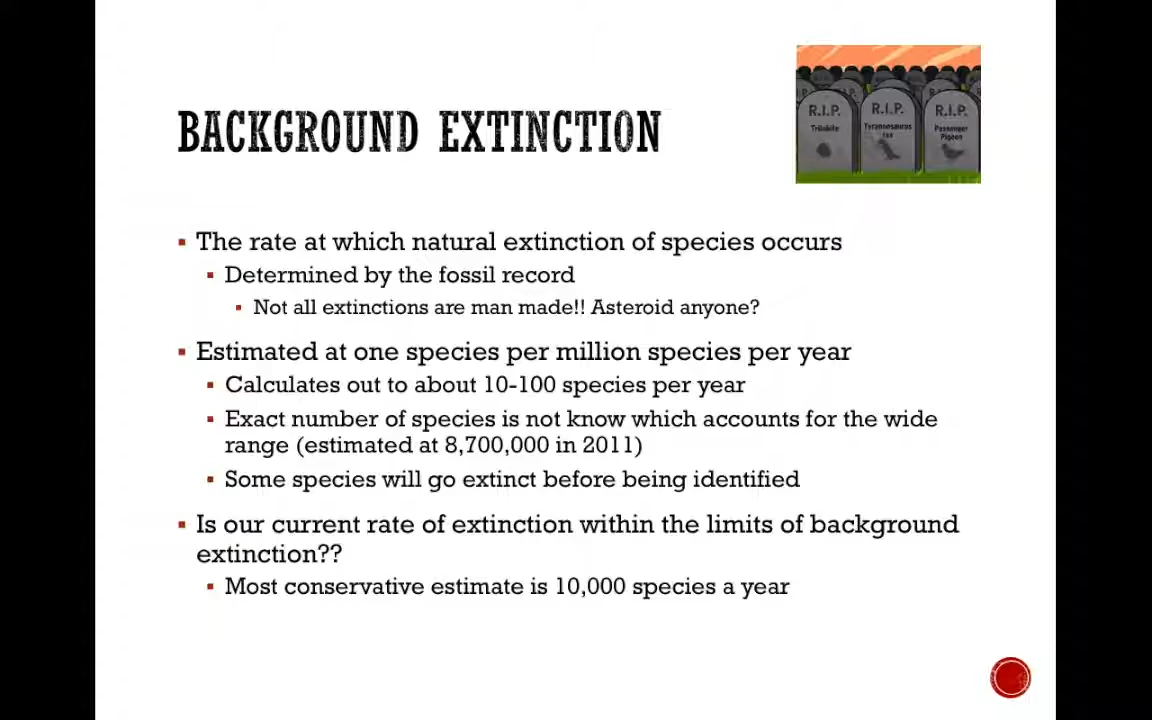 BACKGROUND EXTINCTION
R.I.P.
Trilobite
R.I.P.
Tyrannosaurus
R.I.P.
Passenger
Pigeon
The rate at which natural extinction of species occurs
Determined by the fossil record
Not all extinctions are man made!! Asteroid anyone?
Estimated at one species per million species per year
Calculates out to about 10-100 species per year
Exact number of species is not know which accounts for the wide
range (estimated at 8,700,000 in 2011)
Some species will go extinct before being identified
Is our current rate of extinction within the limits of background
extinction??
Most conservative estimate is 10,000 species a year